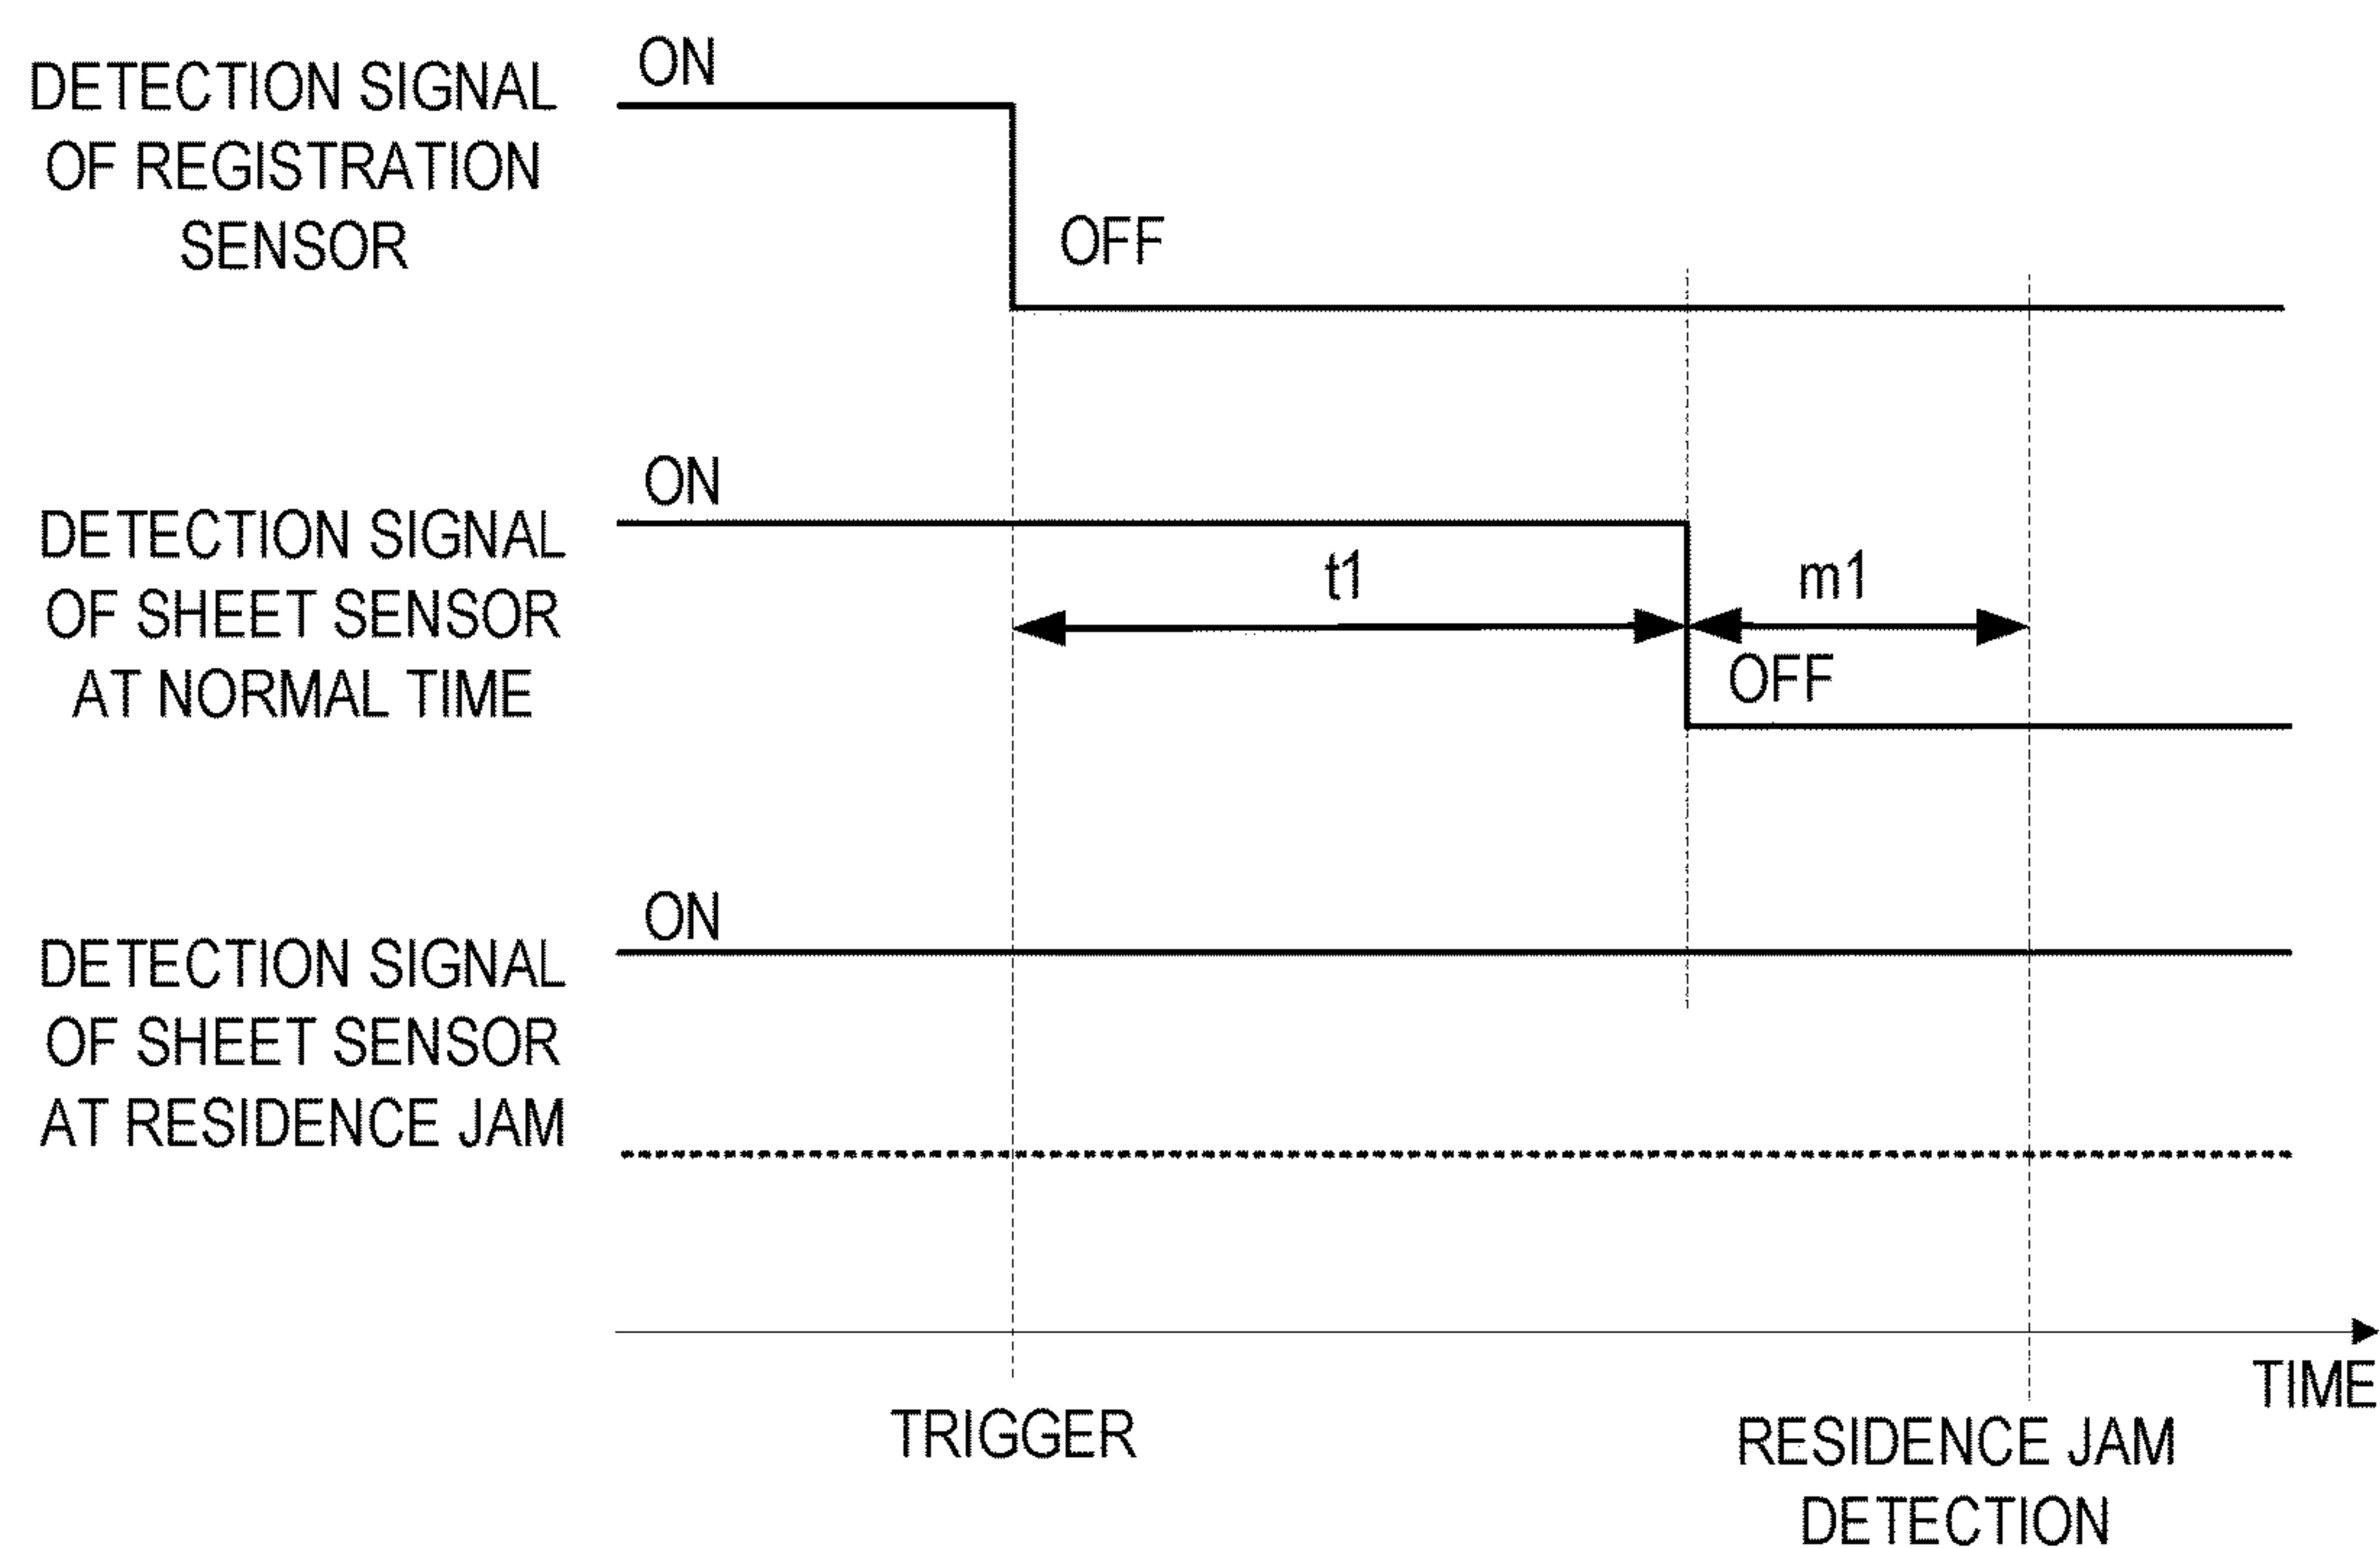 ON
DETECTION SIGNAL
OF REGISTRATION
SENSOR
OFF
ON
DETECTION SIGNAL
OF SHEET SENSOR
AT NORMAL TIME
t1
m1
OFF
ON
DETECTION SIGNAL
OF SHEET SENSOR
AT RESIDENCE JAM
TIME
TRIGGER
RESIDENCE JAM
DETECTION